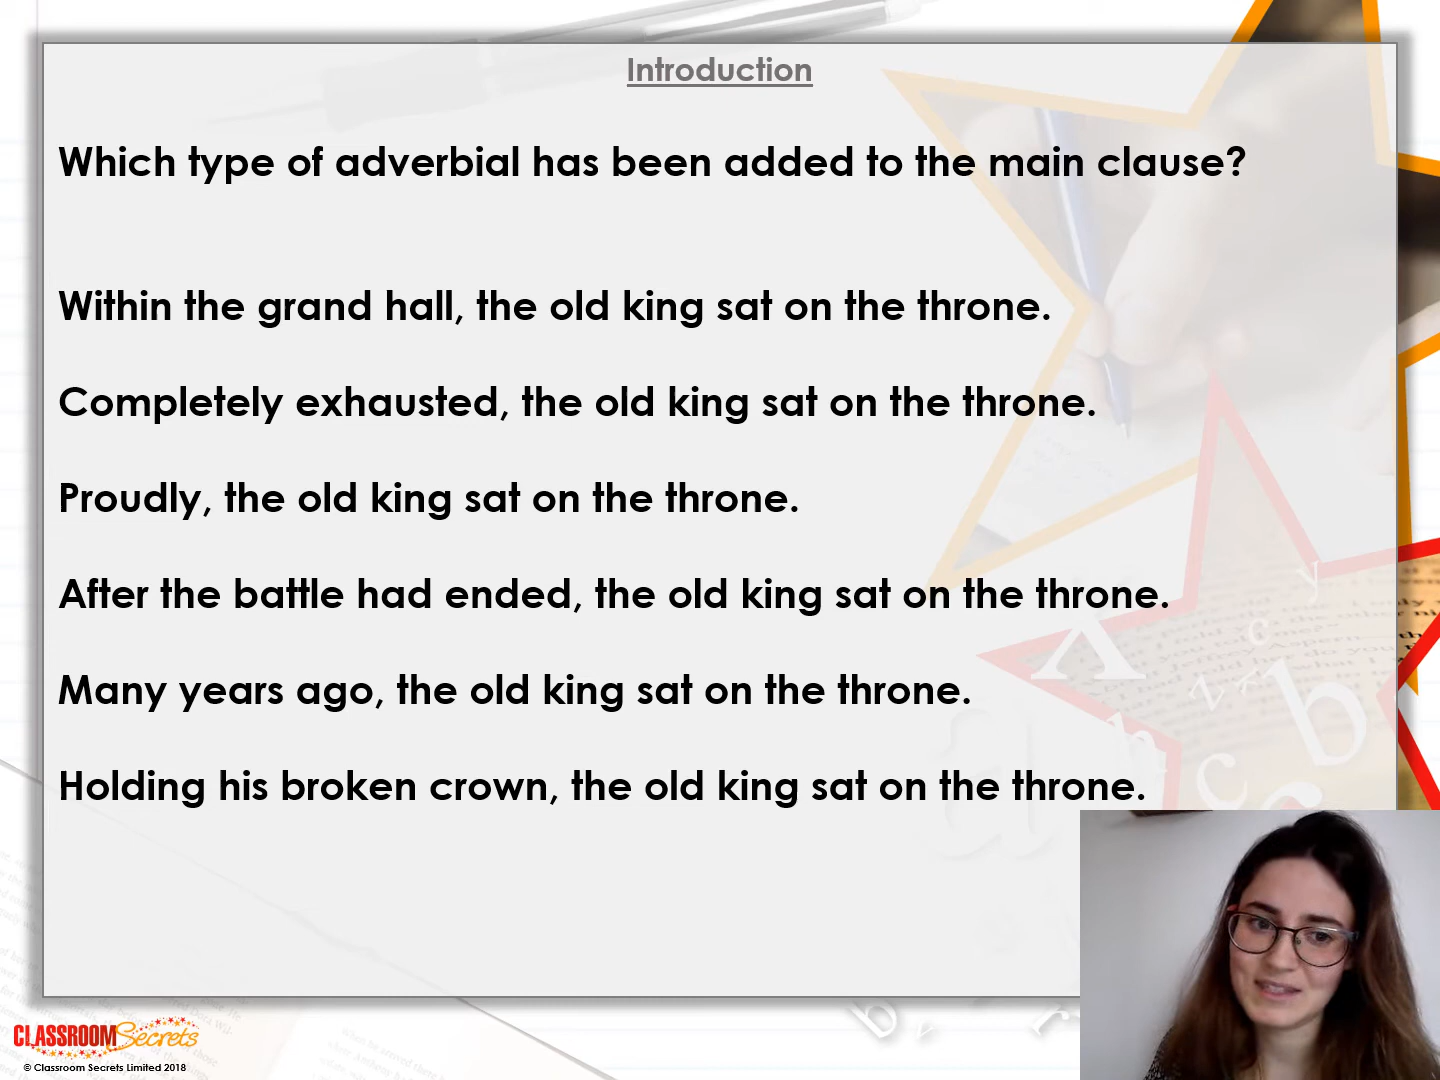 Introduction
Which type of adverbial has been added to the main clause?
Within the grand hall, the old king sat on the throne.
Completely exhausted, the old king sat on the throne.
Proudly, the old king sat on the throne.
After the battle had ended, the old king sat on the throne.
Many years ago, the old king sat on the throne.
Holding his broken crown, the old king sat on the throne.
CLASSROOM Secrets
© Classroom Secrets Limited 2018